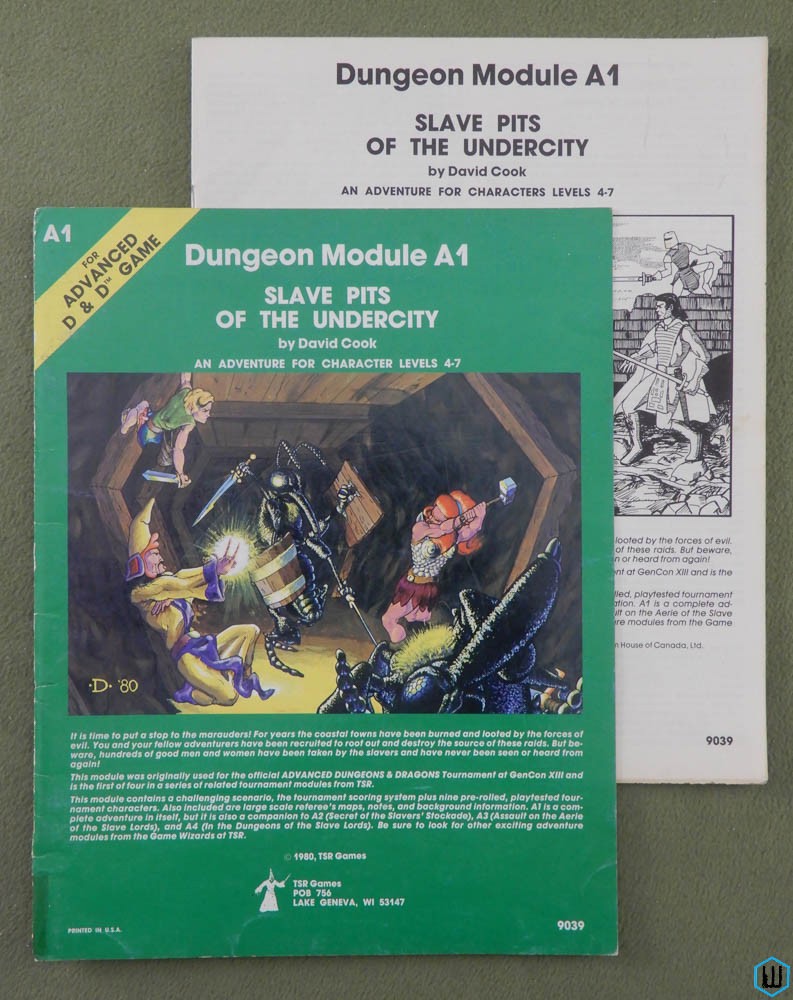 Dungeon Module A1
SLAVE PITS
OF THE UNDERCITY
by David Cook
AN ADVENTURE FOR CHARACTERS LEVELS 4-7
looted by the forces of evil.
of these raids. But beware,
or heard from again!
at GenCon XIII and is the
playtested tournament
A1 is a complete ad-
on the Aerie of the Slave
modules from the Game
House of Canada, Ltd.
9039
A1
FOR
ADVANCED
D & D™ GAME
Dungeon Module A1
SLAVE PITS
OF THE UNDERCITY
by David Cook
AN ADVENTURE FOR CHARACTER LEVELS 4-7
·D· '80
It is time to put a stop to the marauders! For years the coastal towns have been burned and looted by the forces of
evil. You and your fellow adventurers have been recruited to root out and destroy the source of these raids. But be-
ware, hundreds of good men and women have been taken by the slavers and have never been seen or heard from
again!
This module was originally used for the official ADVANCED DUNGEONS & DRAGONS Tournament at GenCon XIII and
is the first of four in a series of related tournament modules from TSR.
This module contains a challenging scenario, the tournament scoring system plus nine pre-rolled, playtested tour-
nament characters. Also included are large scale referee's maps, notes, and background information. A1 is a com-
plete adventure in itself, but it is also a companion to A2 (Secret of the Slavers' Stockade), A3 (Assault on the Aerie
of the Slave Lords), and A4 (In the Dungeons of the Slave Lords). Be sure to look for other exciting adventure
modules from the Game Wizards at TSR.
© 1980, TSR Games
TSR Games
POB 756
LAKE GENEVA, WI 53147
PRINTED IN U.S.A.
9039